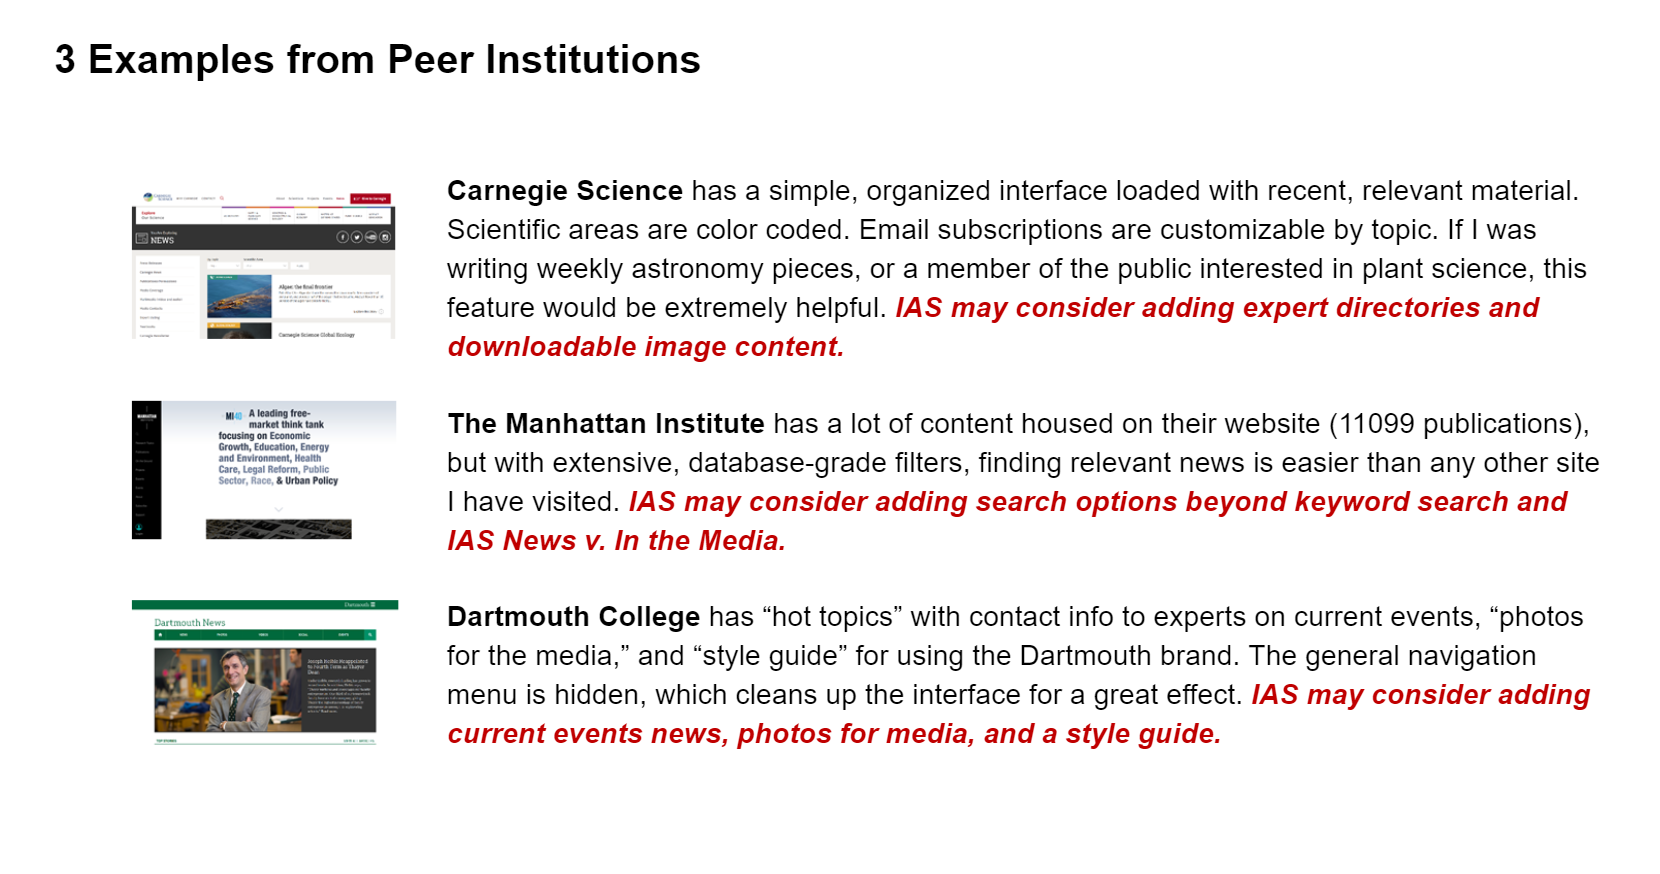 3 Examples from Peer Institutions
Carnegie Science has a simple, organized interface loaded with recent, relevant material.
Scientific areas are color coded. Email subscriptions are customizable by topic. If I was
writing weekly astronomy pieces, or a member of the public interested in plant science, this
feature would be extremely helpful. IAS may consider adding expert directories and
downloadable image content.
NEWS
Algae: the final frontier
Carnegie Science Global Ecology
The Manhattan Institute has a lot of content housed on their website (11099 publications),
but with extensive, database-grade filters, finding relevant news is easier than any other site
I have visited. IAS may consider adding search options beyond keyword search and
IAS News v. In the Media.
MI40 A leading free-
market think tank
focusing on Economic
Growth, Education, Energy
and Environment, Health
Care, Legal Reform, Public
Sector, Race, & Urban Policy
Dartmouth College has “hot topics” with contact info to experts on current events, “photos
for the media,” and “style guide” for using the Dartmouth brand. The general navigation
menu is hidden, which cleans up the interface for a great effect. IAS may consider adding
current events news, photos for media, and a style guide.
Dartmouth
Dartmouth News